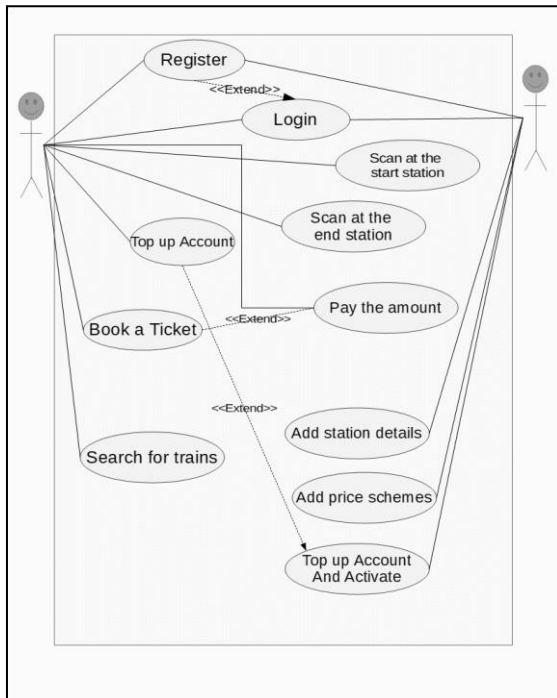 Register
<<Extend>>
Login
Scan at the
start station
Scan at the
end station
Top up Account
Pay the amount
<<Extend>>
Book a Ticket
<<Extend>>
Add station details
Search for trains
Add price schemes
Top up Account
And Activate